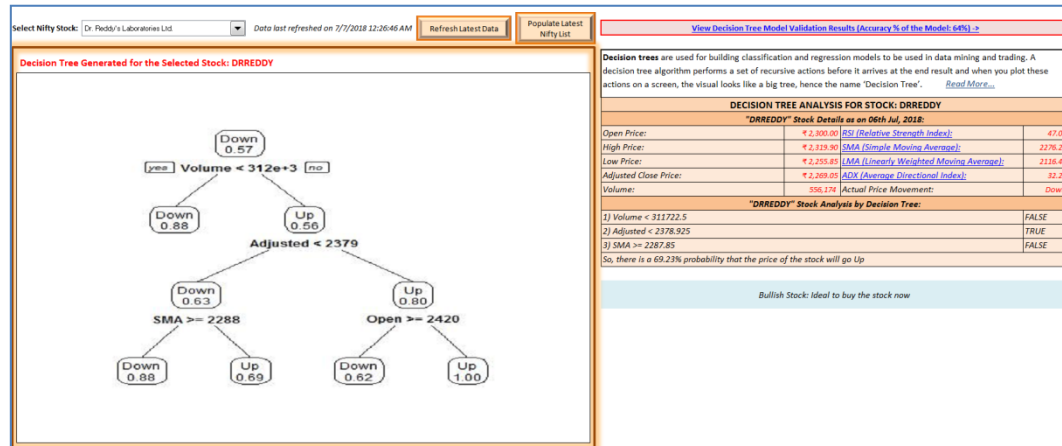 Select Nifty Stock: Dr. Reddy's Laboratories Ltd. Data last refreshed on 7/7/2018 12:26:46 AM Refresh Latest Data Populate Latest
Nifty List
Decision Tree Generated for the Selected Stock: DRREDDY
Down
0.57
yes Volume < 312e+3 no
Down Up
0.88 0.56
Adjusted < 2379
Down Up
0.63 0.80
SMA >= 2288 Open >= 2420
Down Up Down Up
0.88 0.69 0.62 1.00
View Decision Tree Model Validation Results (Accuracy % of the Model: 64%) ->
Decision trees are used for building classification and regression models to be used in data mining and trading. A
decision tree algorithm performs a set of recursive actions before it arrives at the end result and when you plot these
actions on a screen, the visual looks like a big tree, hence the name 'Decision Tree'. Read More...
DECISION TREE ANALYSIS FOR STOCK: DRREDDY
"DRREDDY" Stock Details as on 06th Jul, 2018:
Open Price: ₹ 2,300.00 RSI (Relative Strength Index): 47.0
High Price: ₹ 2,319.90 SMA (Simple Moving Average): 2276.2
Low Price: ₹ 2,255.85 LMA (Linearly Weighted Moving Average): 2116.4
Adjusted Close Price: ₹ 2,269.05 ADX (Average Directional Index): 32.2
Volume: 556,174 Actual Price Movement: Dow
"DRREDDY" Stock Analysis by Decision Tree:
1) Volume < 311722.5 FALSE
2) Adjusted < 2378.925 TRUE
3) SMA >= 2287.85 FALSE
So, there is a 69.23% probability that the price of the stock will go Up
Bullish Stock: Ideal to buy the stock now